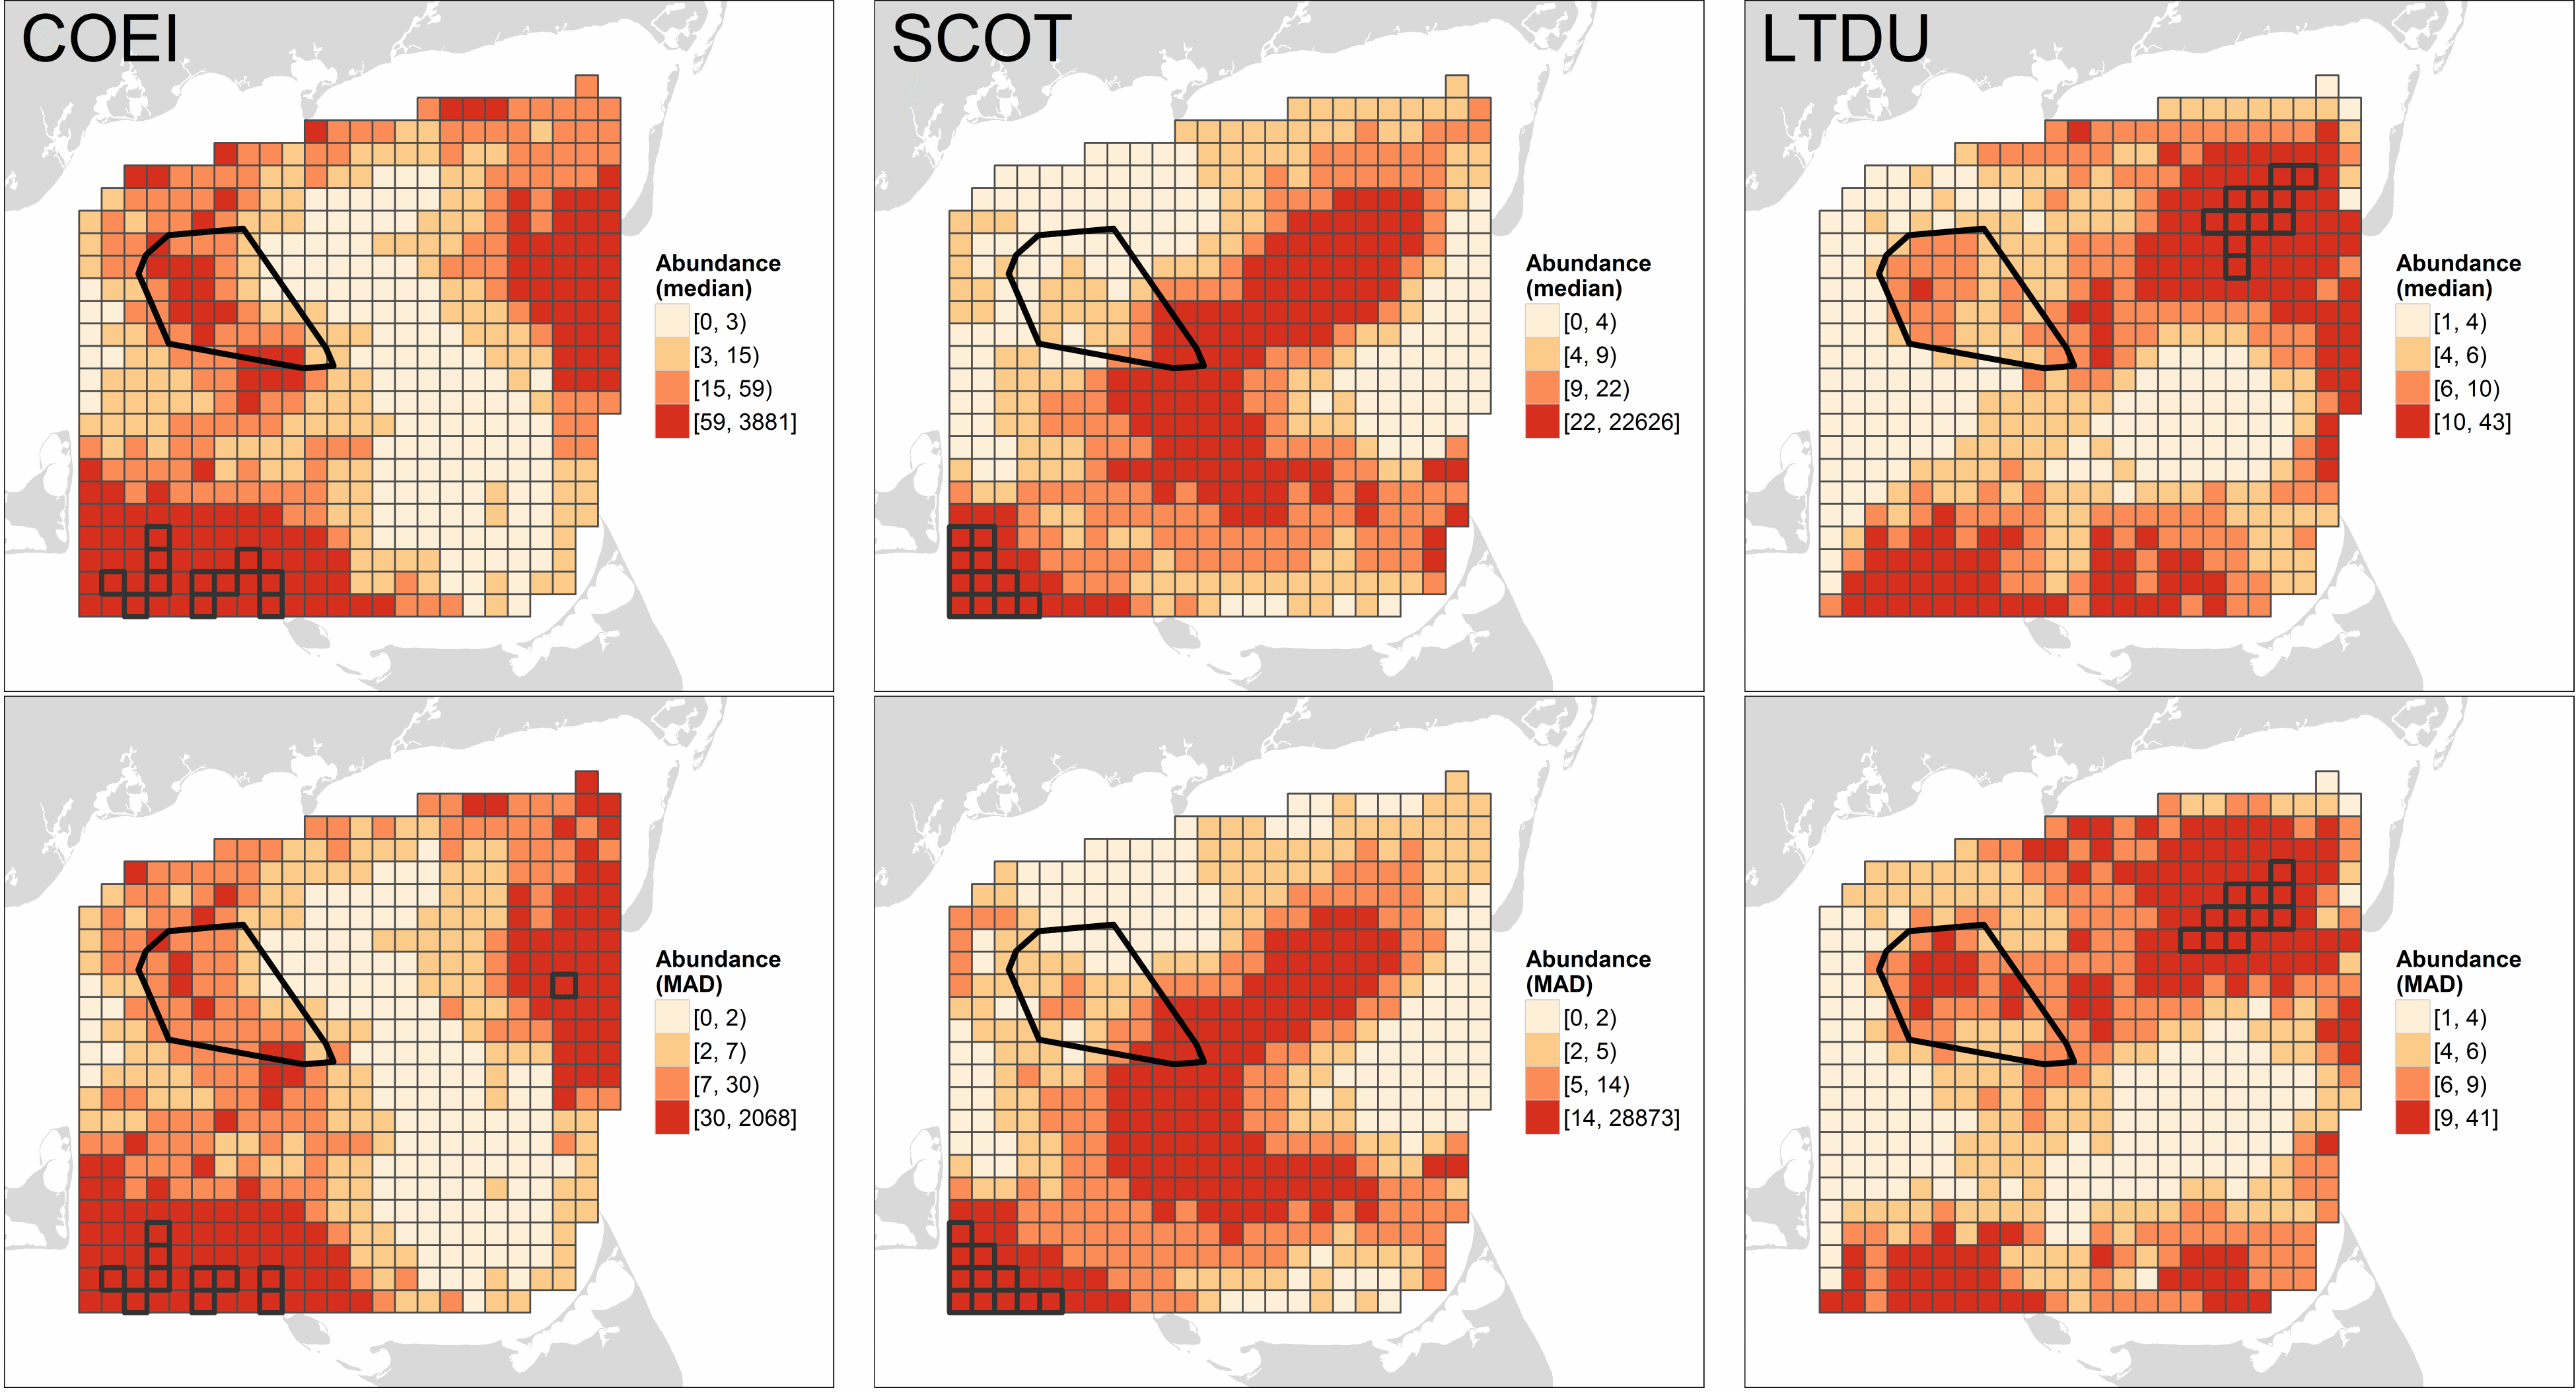 COEI
Abundance
(median)
[0, 3)
[3, 15)
[15, 59)
[59, 3881]
SCOT
Abundance
(median)
[0, 4)
[4, 9)
[9, 22)
[22, 22626]
LTDU
Abundance
(median)
[1, 4)
[4, 6)
[6, 10)
[10, 43]
Abundance
(MAD)
[0, 2)
[2, 7)
[7, 30)
[30, 2068]
Abundance
(MAD)
[0, 2)
[2, 5)
[5, 14)
[14, 28873]
Abundance
(MAD)
[1, 4)
[4, 6)
[6, 9)
[9, 41]